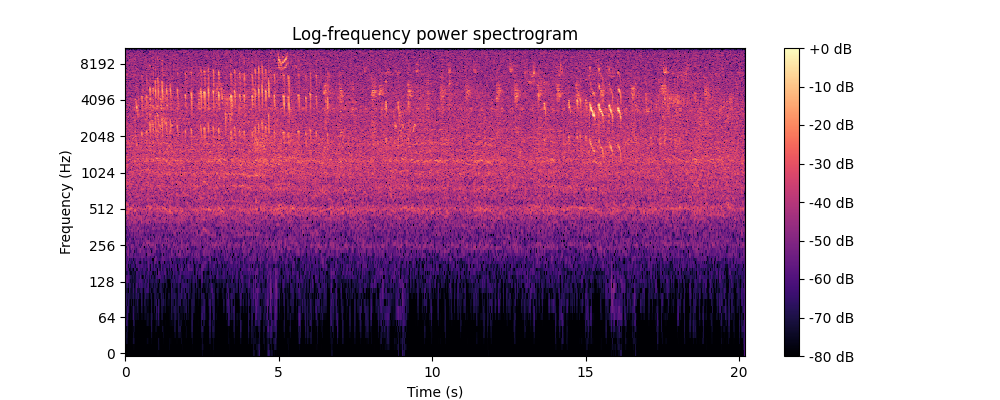 Log-frequency power spectrogram
Frequency (Hz)
8192
4096
2048
1024
512
256
128
64
0
0 5 10 15 20
Time (s)
+0 dB
-10 dB
-20 dB
-30 dB
-40 dB
-50 dB
-60 dB
-70 dB
-80 dB